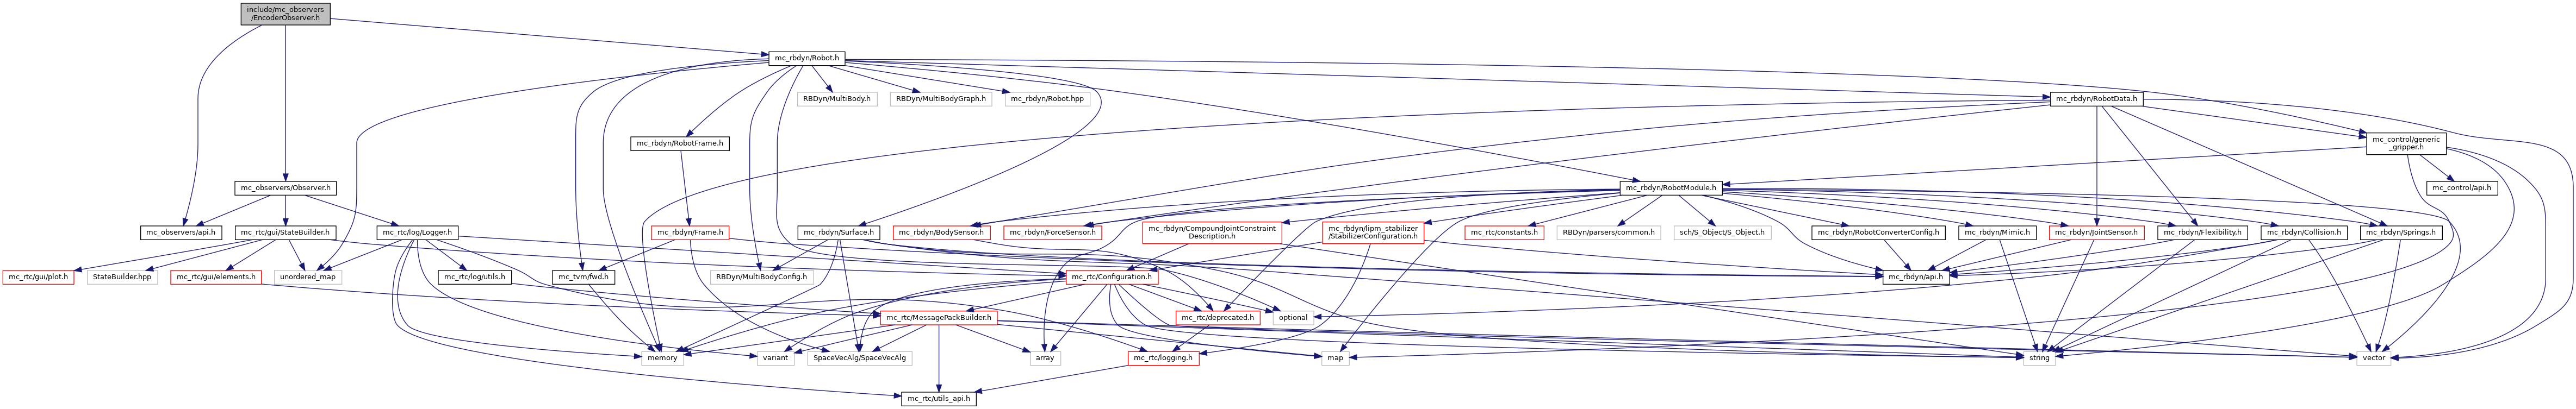 include/mc_observers
/EncoderObserver.h
mc_rbdyn/Robot.h
RBDyn/MultiBody.h
RBDyn/MultiBodyGraph.h
mc_rbdyn/Robot.hpp
mc_rbdyn/RobotData.h
mc_rbdyn/RobotFrame.h
mc_control/generic
_gripper.h
mc_observers/Observer.h
mc_rbdyn/RobotModule.h
mc_control/api.h
mc_observers/api.h
mc_rtc/gui/StateBuilder.h
mc_rtc/log/Logger.h
mc_rbdyn/Frame.h
mc_rbdyn/Surface.h
mc_rbdyn/BodySensor.h
mc_rbdyn/ForceSensor.h
mc_rbdyn/CompoundJointConstraint
Description.h
mc_rbdyn/lipm_stabilizer
/StabilizerConfiguration.h
mc_rtc/constants.h
RBDyn/parsers/common.h
sch/S_Object/S_Object.h
mc_rbdyn/RobotConverterConfig.h
mc_rbdyn/Mimic.h
mc_rbdyn/JointSensor.h
mc_rbdyn/Flexibility.h
mc_rbdyn/Collision.h
mc_rbdyn/Springs.h
mc_rtc/gui/plot.h
StateBuilder.hpp
mc_rtc/gui/elements.h
unordered_map
mc_rtc/log/utils.h
mc_tvm/fwd.h
RBDyn/MultiBodyConfig.h
mc_rtc/Configuration.h
mc_rbdyn/api.h
mc_rtc/MessagePackBuilder.h
mc_rtc/deprecated.h
optional
memory
variant
SpaceVecAlg/SpaceVecAlg
array
mc_rtc/logging.h
map
string
vector
mc_rtc/utils_api.h